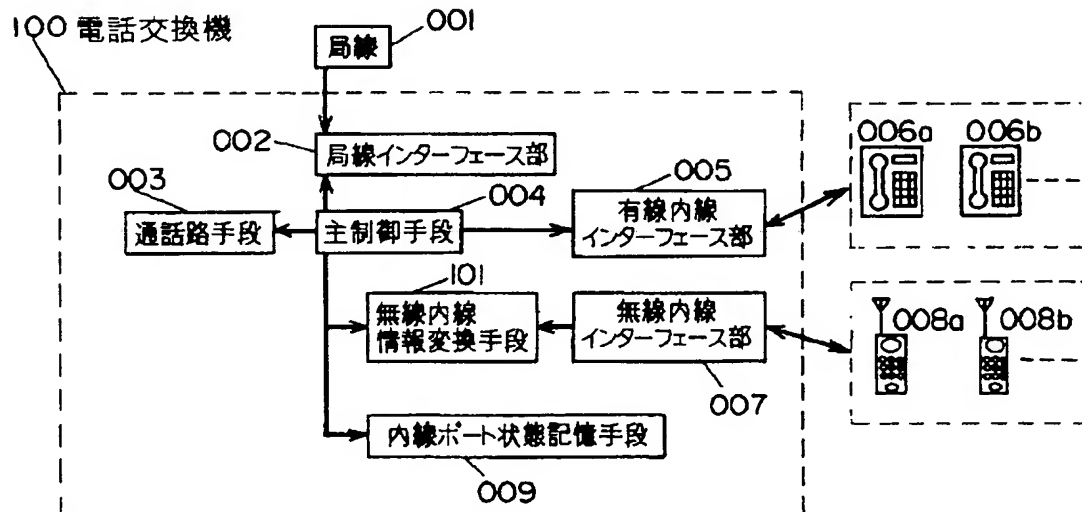 100 電話交換機
001
局線
002
局線インターフェース部
003
通話路手段
004
主制御手段
005
有線内線
インターフェース部
006a
006b
101
無線内線
情報変換手段
無線内線
インターフェース部
007
008a
008b
内線ポート状態記憶手段
009